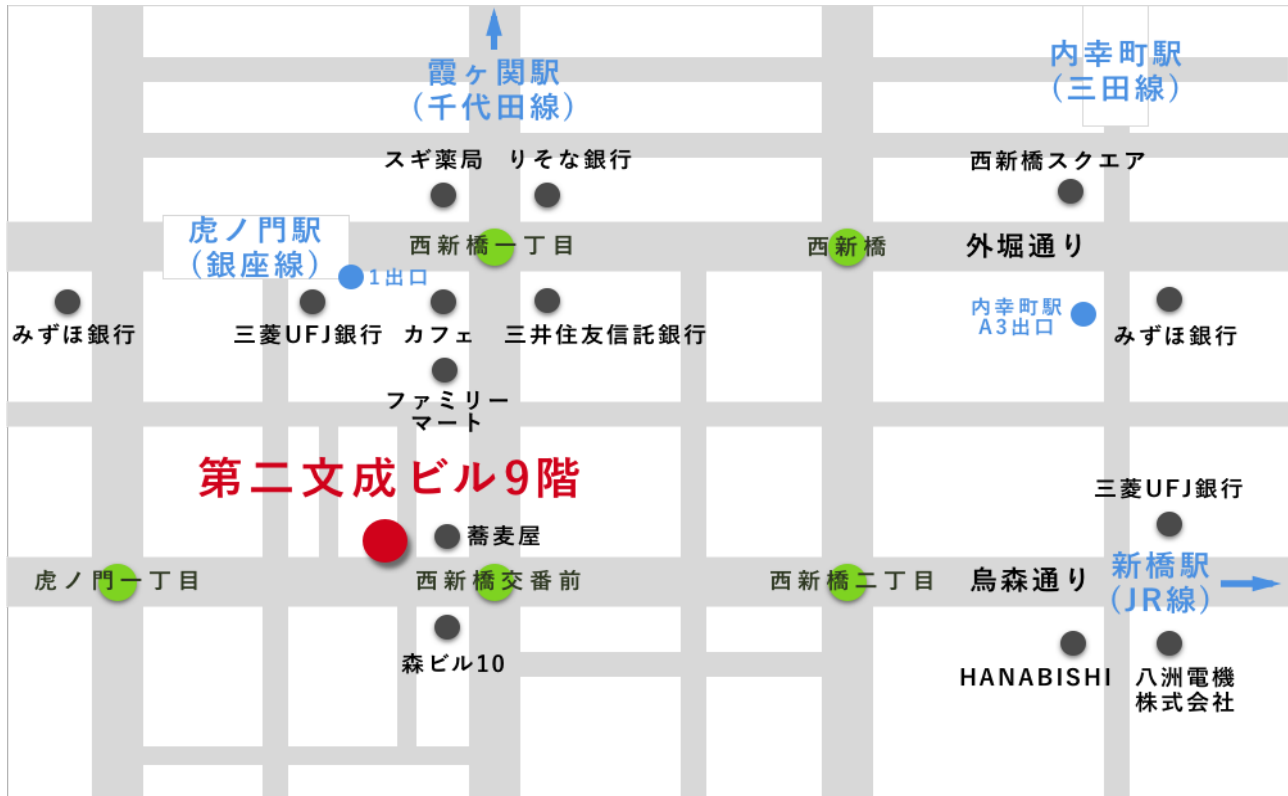 霞ヶ関駅
(千代田線)
内幸町駅
(三田線)
スギ薬局
りそな銀行
西新橋スクエア
虎ノ門駅
(銀座線)
西新橋一丁目
西新橋
外堀通り
1出口
みずほ銀行
三菱UFJ銀行
カフェ
三井住友信託銀行
内幸町駅
A3出口
みずほ銀行
ファミリー
マート
第二文成ビル9階
三菱UFJ銀行
蕎麦屋
虎ノ門一丁目
西新橋交番前
西新橋二丁目
烏森通り
新橋駅
(JR線)
森ビル10
HANABISHI
八洲電機
株式会社